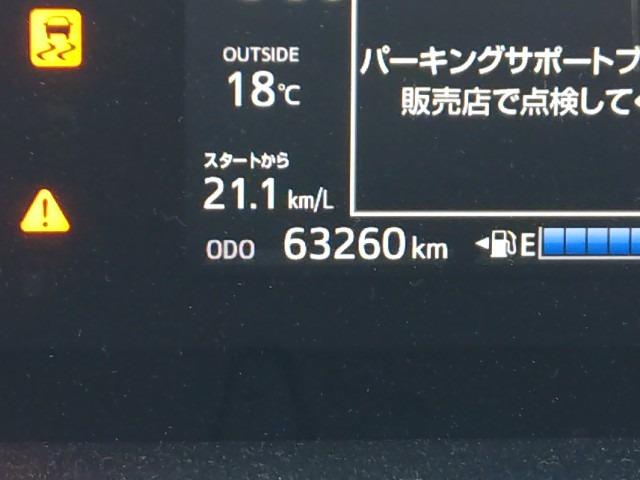 OUTSIDE
18℃
パーキングサポートブ
販売店で点検して
スタートから
21.1 km/L
ODO 63260 km
E